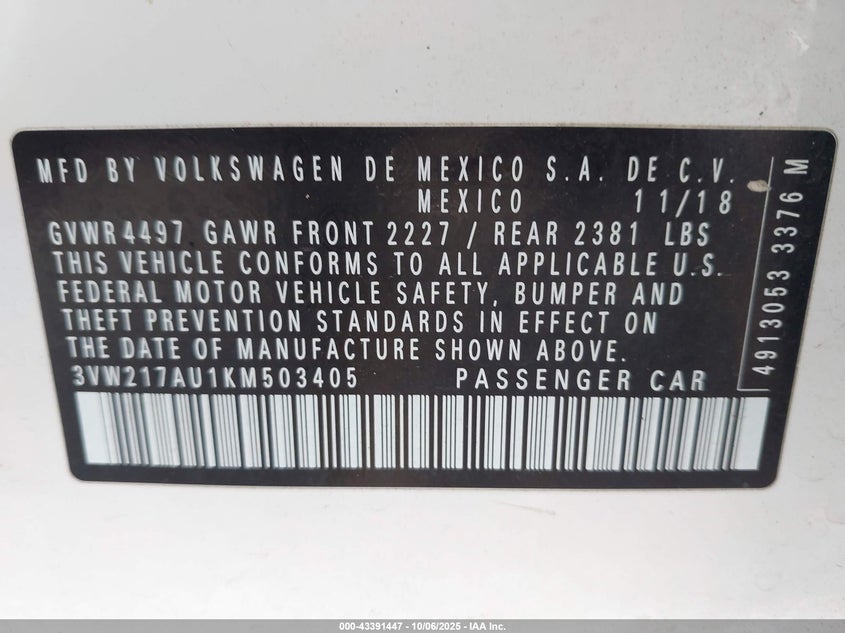 MFD BY VOLKSWAGEN DE MEXICO S.A. DE C.V.
MEXICO 11/18
GVWR 4497 GAWR FRONT 2227 / REAR 2381 LBS
THIS VEHICLE CONFORMS TO ALL APPLICABLE U.S.
FEDERAL MOTOR VEHICLE SAFETY, BUMPER AND
THEFT PREVENTION STANDARDS IN EFFECT ON
THE DATE OF MANUFACTURE SHOWN ABOVE.
3VW217AU1KM503405 PASSENGER CAR
4913053 3376 M
000-43391447 - 10/06/2025 - IAA Inc.